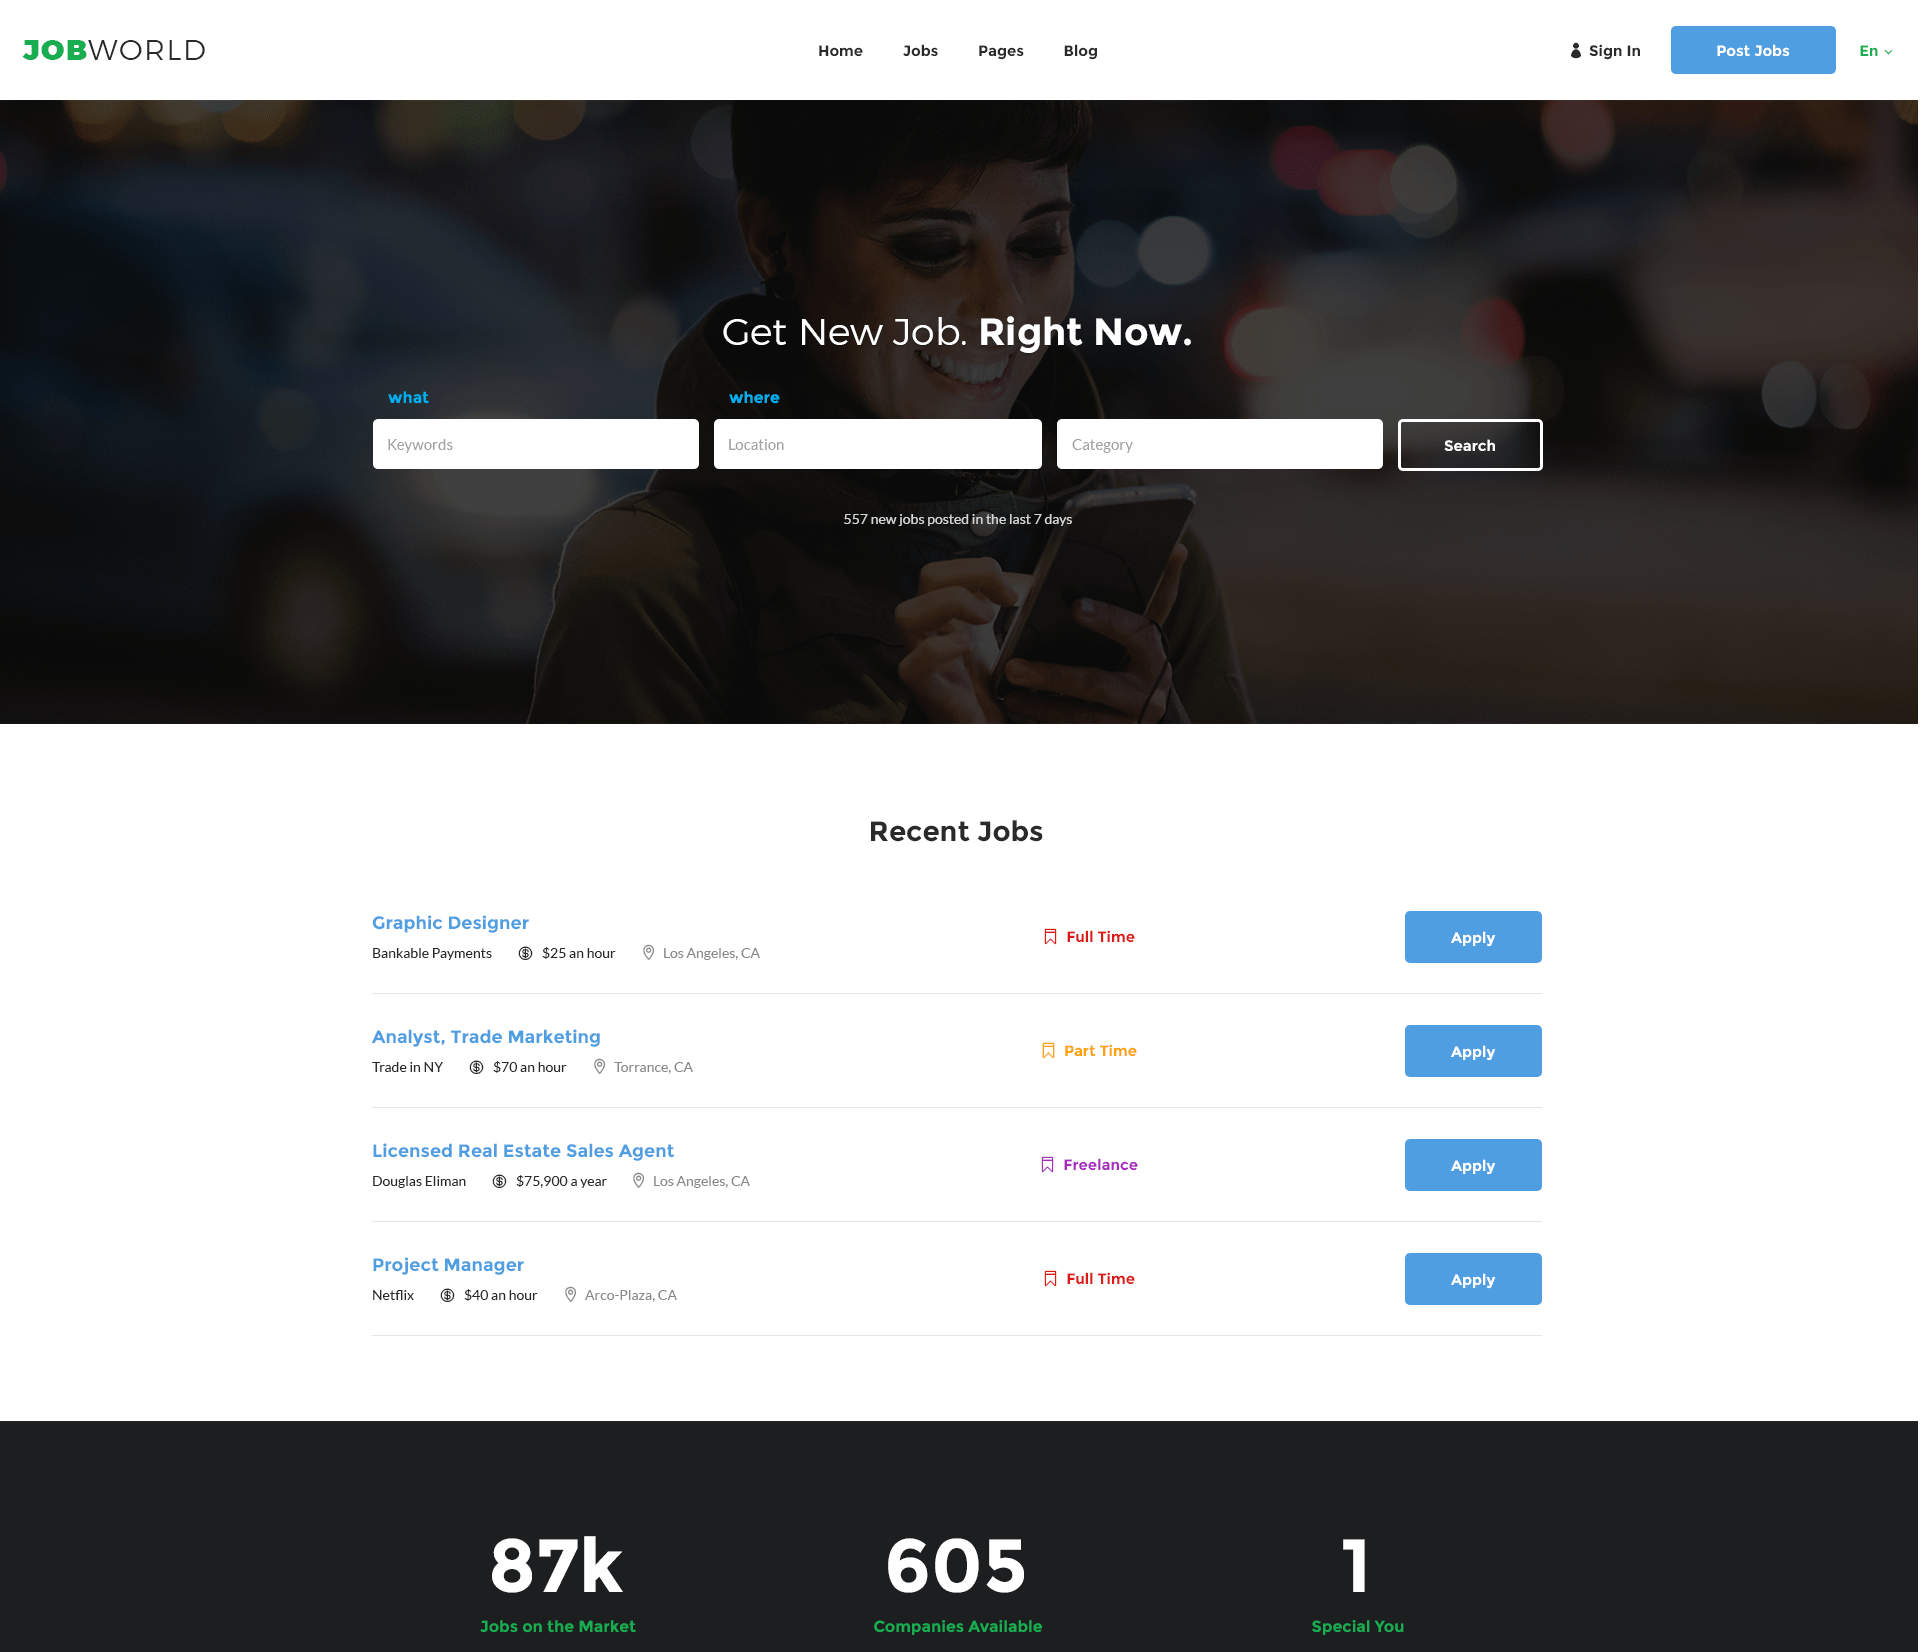 JOBWORLD
Home Jobs Pages Blog
Sign In
Post Jobs
En
Get New Job. Right Now.
what
where
Keywords
Location
Category
Search
557 new jobs posted in the last 7 days
Recent Jobs
Graphic Designer
Bankable Payments $25 an hour Los Angeles, CA
Full Time
Apply
Analyst, Trade Marketing
Trade in NY $70 an hour Torrance, CA
Part Time
Apply
Licensed Real Estate Sales Agent
Douglas Eliman $75,900 a year Los Angeles, CA
Freelance
Apply
Project Manager
Netflix $40 an hour Arco-Plaza, CA
Full Time
Apply
87k
Jobs on the Market
605
Companies Available
1
Special You